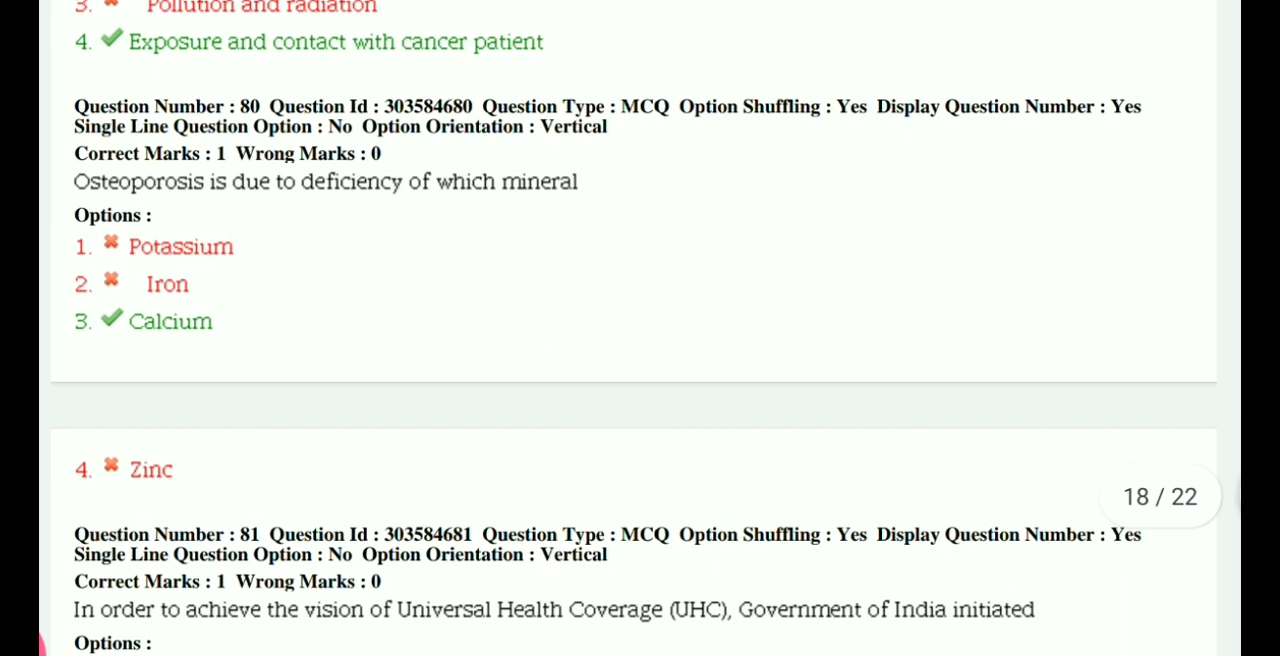 3. Pollution and radiation
4. Exposure and contact with cancer patient
Question Number : 80 Question Id : 303584680 Question Type : MCQ Option Shuffling : Yes Display Question Number : Yes
Single Line Question Option : No Option Orientation : Vertical
Correct Marks : 1 Wrong Marks : 0
Osteoporosis is due to deficiency of which mineral
Options :
1. Potassium
2. Iron
3. Calcium
4. Zinc
18 / 22
Question Number : 81 Question Id : 303584681 Question Type : MCQ Option Shuffling : Yes Display Question Number : Yes
Single Line Question Option : No Option Orientation : Vertical
Correct Marks : 1 Wrong Marks : 0
In order to achieve the vision of Universal Health Coverage (UHC), Government of India initiated
Options :